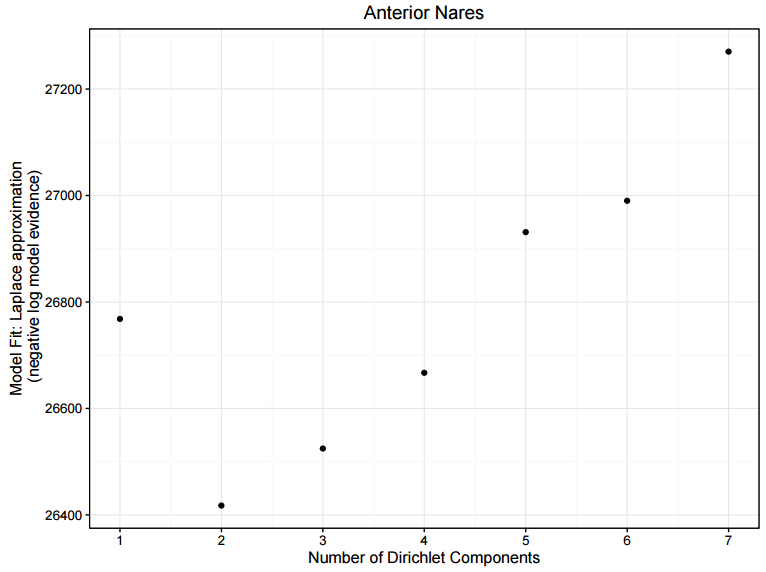 Anterior Nares
Model Fit: Laplace approximation
(negative log model evidence)
27200
27000
26800
26600
26400
1 2 3 4 5 6 7
Number of Dirichlet Components